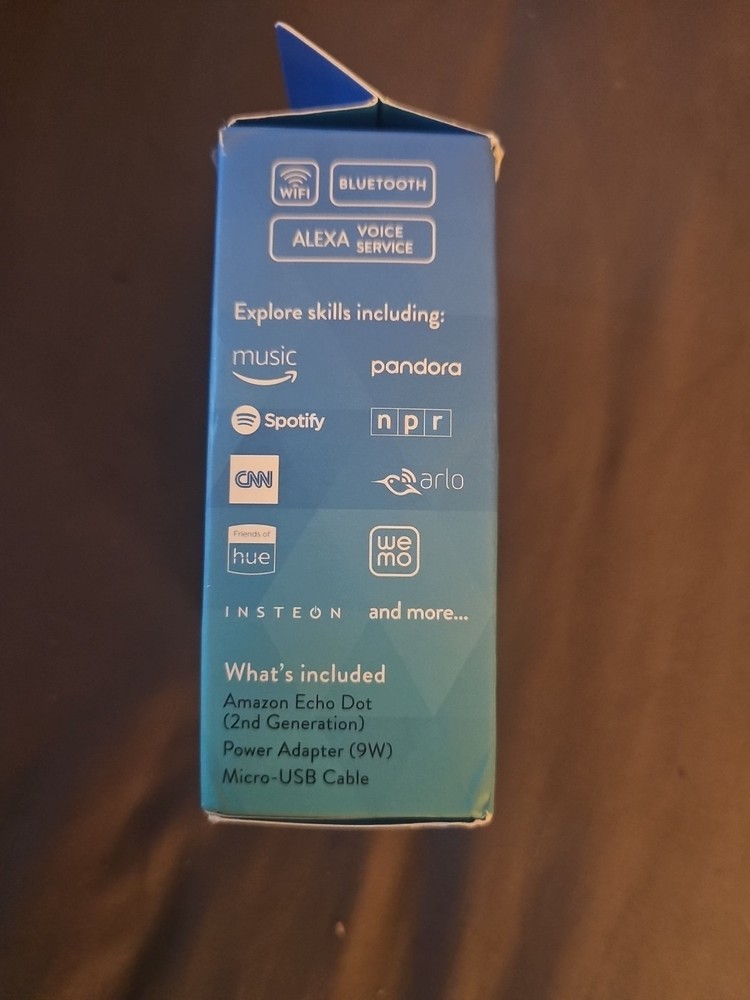 WiFi BLUETOOTH
ALEXA VOICE SERVICE
Explore skills including:
music pandora
Spotify npr
CNN arlo
Friends of
hue
we
mo
INSTEON and more...
What's included
Amazon Echo Dot
(2nd Generation)
Power Adapter (9W)
Micro-USB Cable